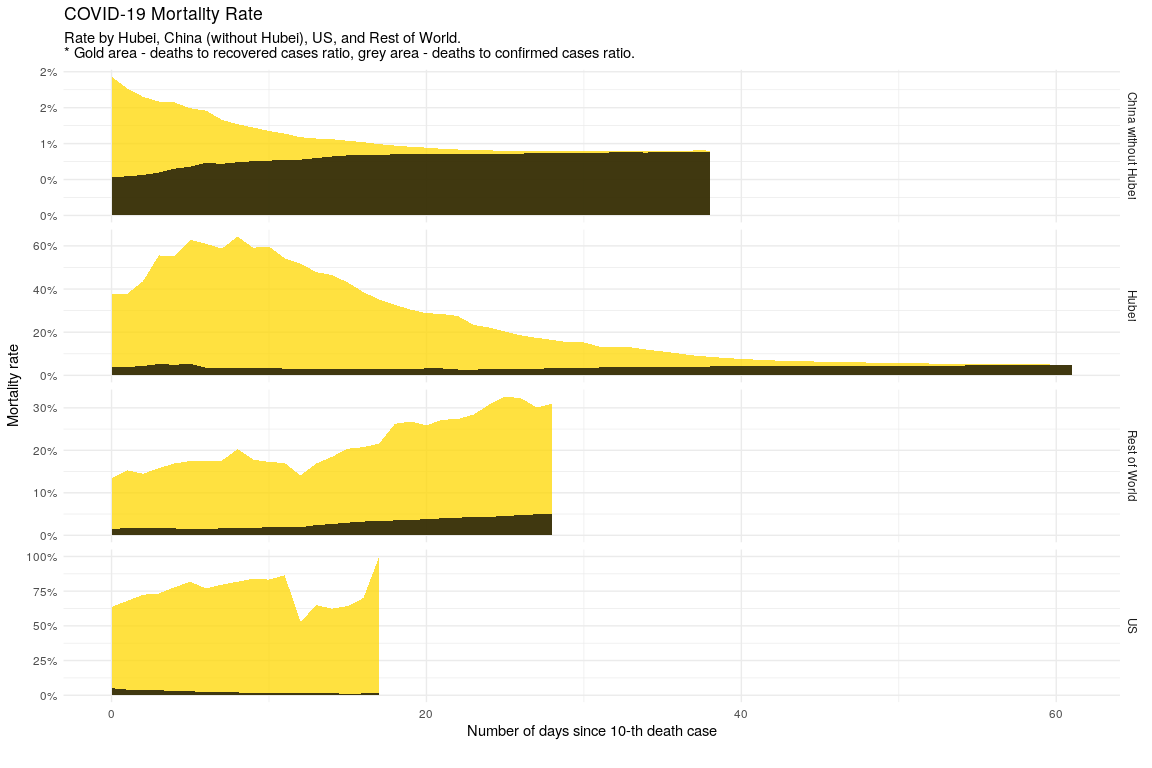 COVID-19 Mortality Rate
Rate by Hubei, China (without Hubei), US, and Rest of World.
* Gold area - deaths to recovered cases ratio, grey area - deaths to confirmed cases ratio.
Mortality rate
2%
2%
1%
0%
0%
China without Hubei
60%
40%
20%
0%
Hubei
30%
20%
10%
0%
Rest of World
100%
75%
50%
25%
0%
US
0
20
40
60
Number of days since 10-th death case